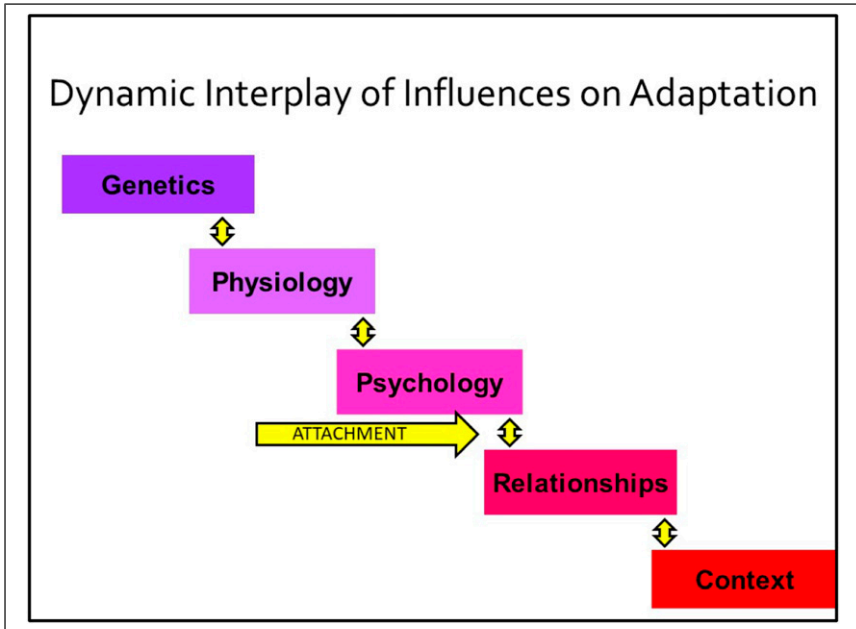 Dynamic Interplay of Influences on Adaptation
Genetics
Physiology
Psychology
ATTACHMENT
Relationships
Context